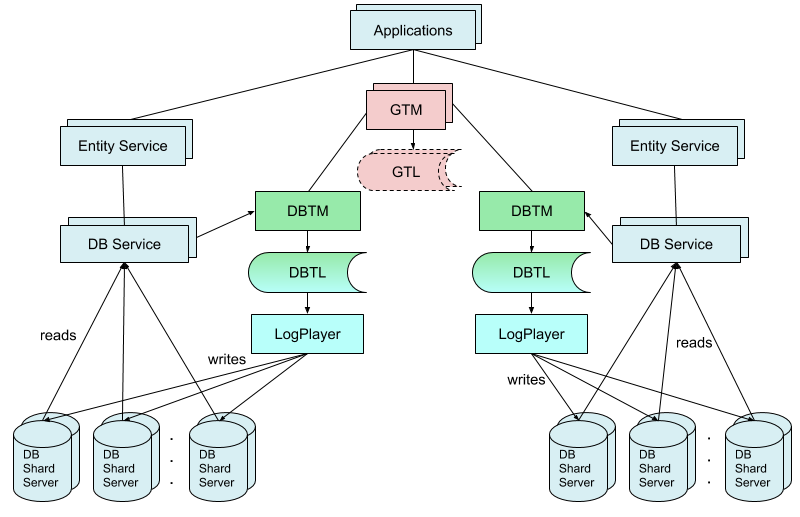 Applications
GTM
Entity Service
Entity Service
GTL
DBTM
DBTM
DB Service
DB Service
DBTL
DBTL
LogPlayer
LogPlayer
reads
reads
writes
writes
DB
Shard
Server
DB
Shard
Server
.
.
.
DB
Shard
Server
DB
Shard
Server
DB
Shard
Server
.
.
.
DB
Shard
Server